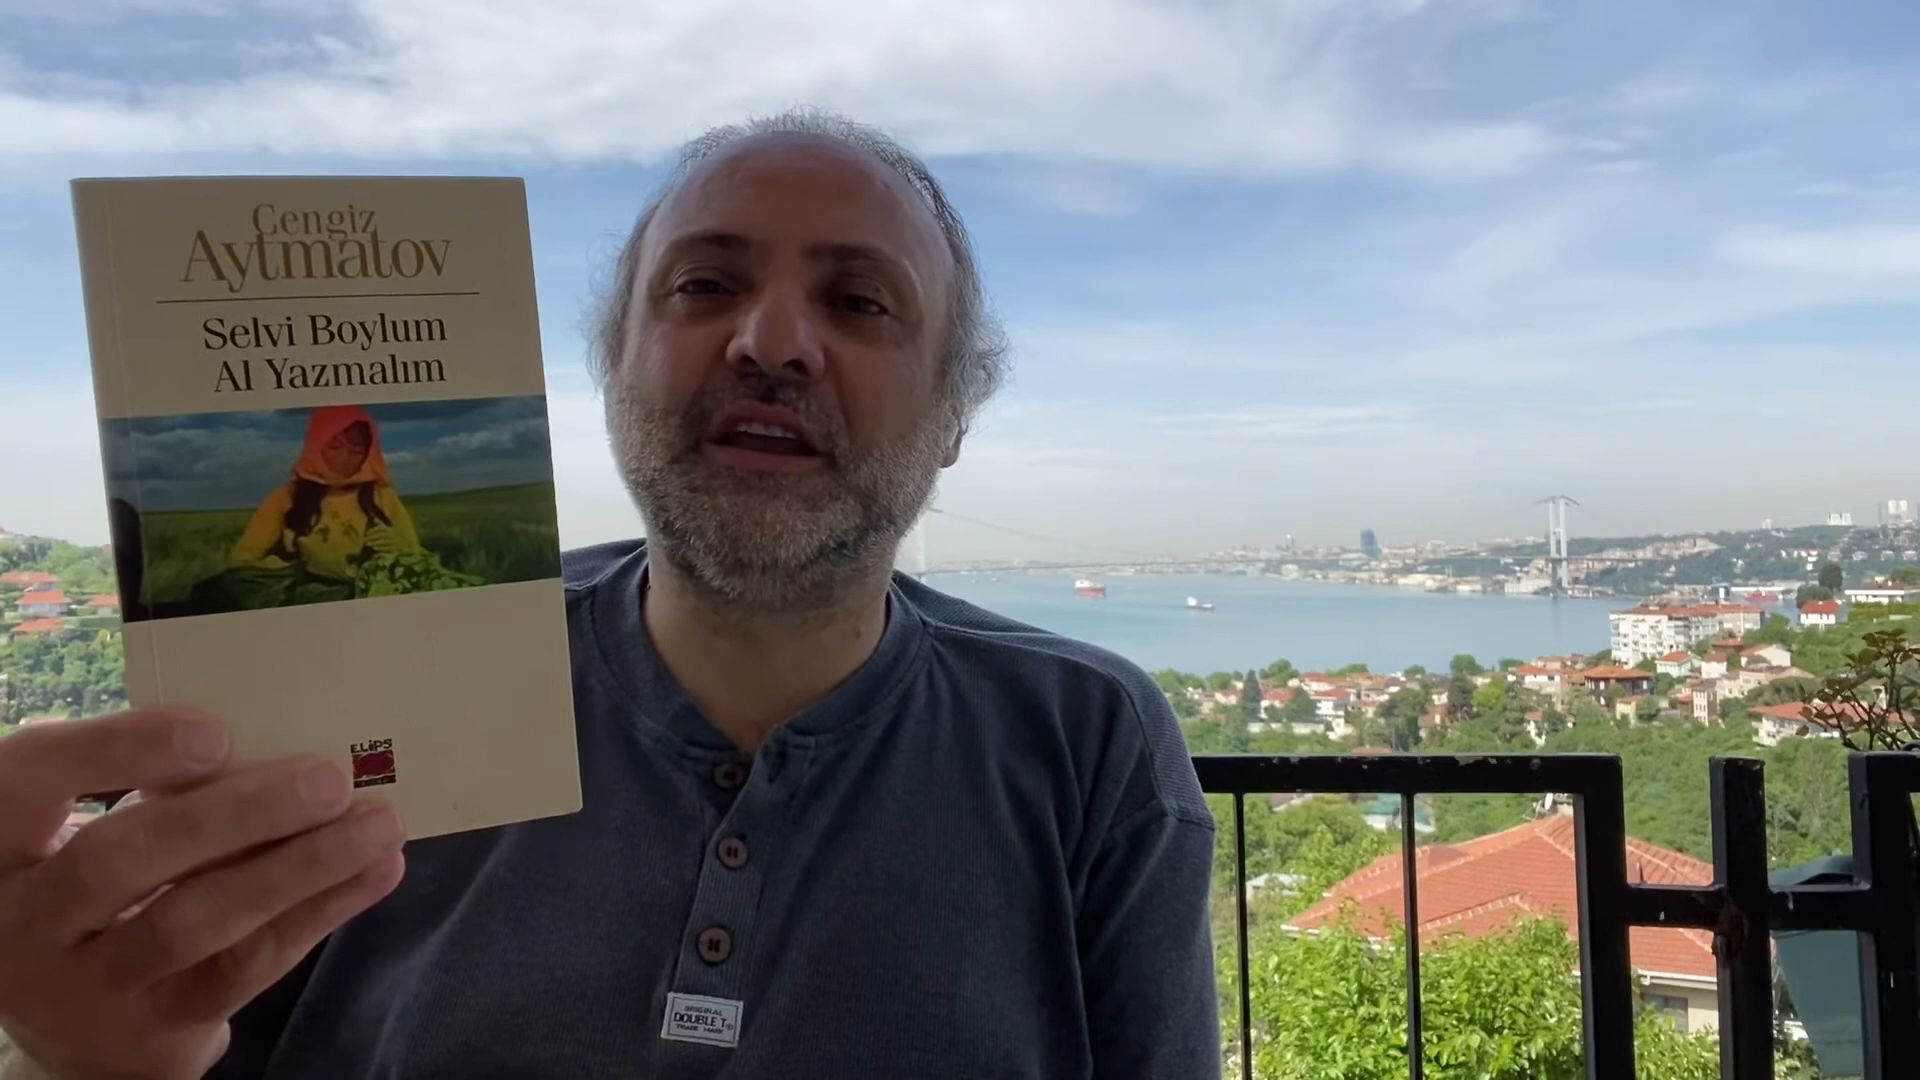 Cengiz
Aytmatov
Selvi Boylum
Al Yazmalım
ELİPS
ORIGINAL
DOUBLE T®
TRADE MARK